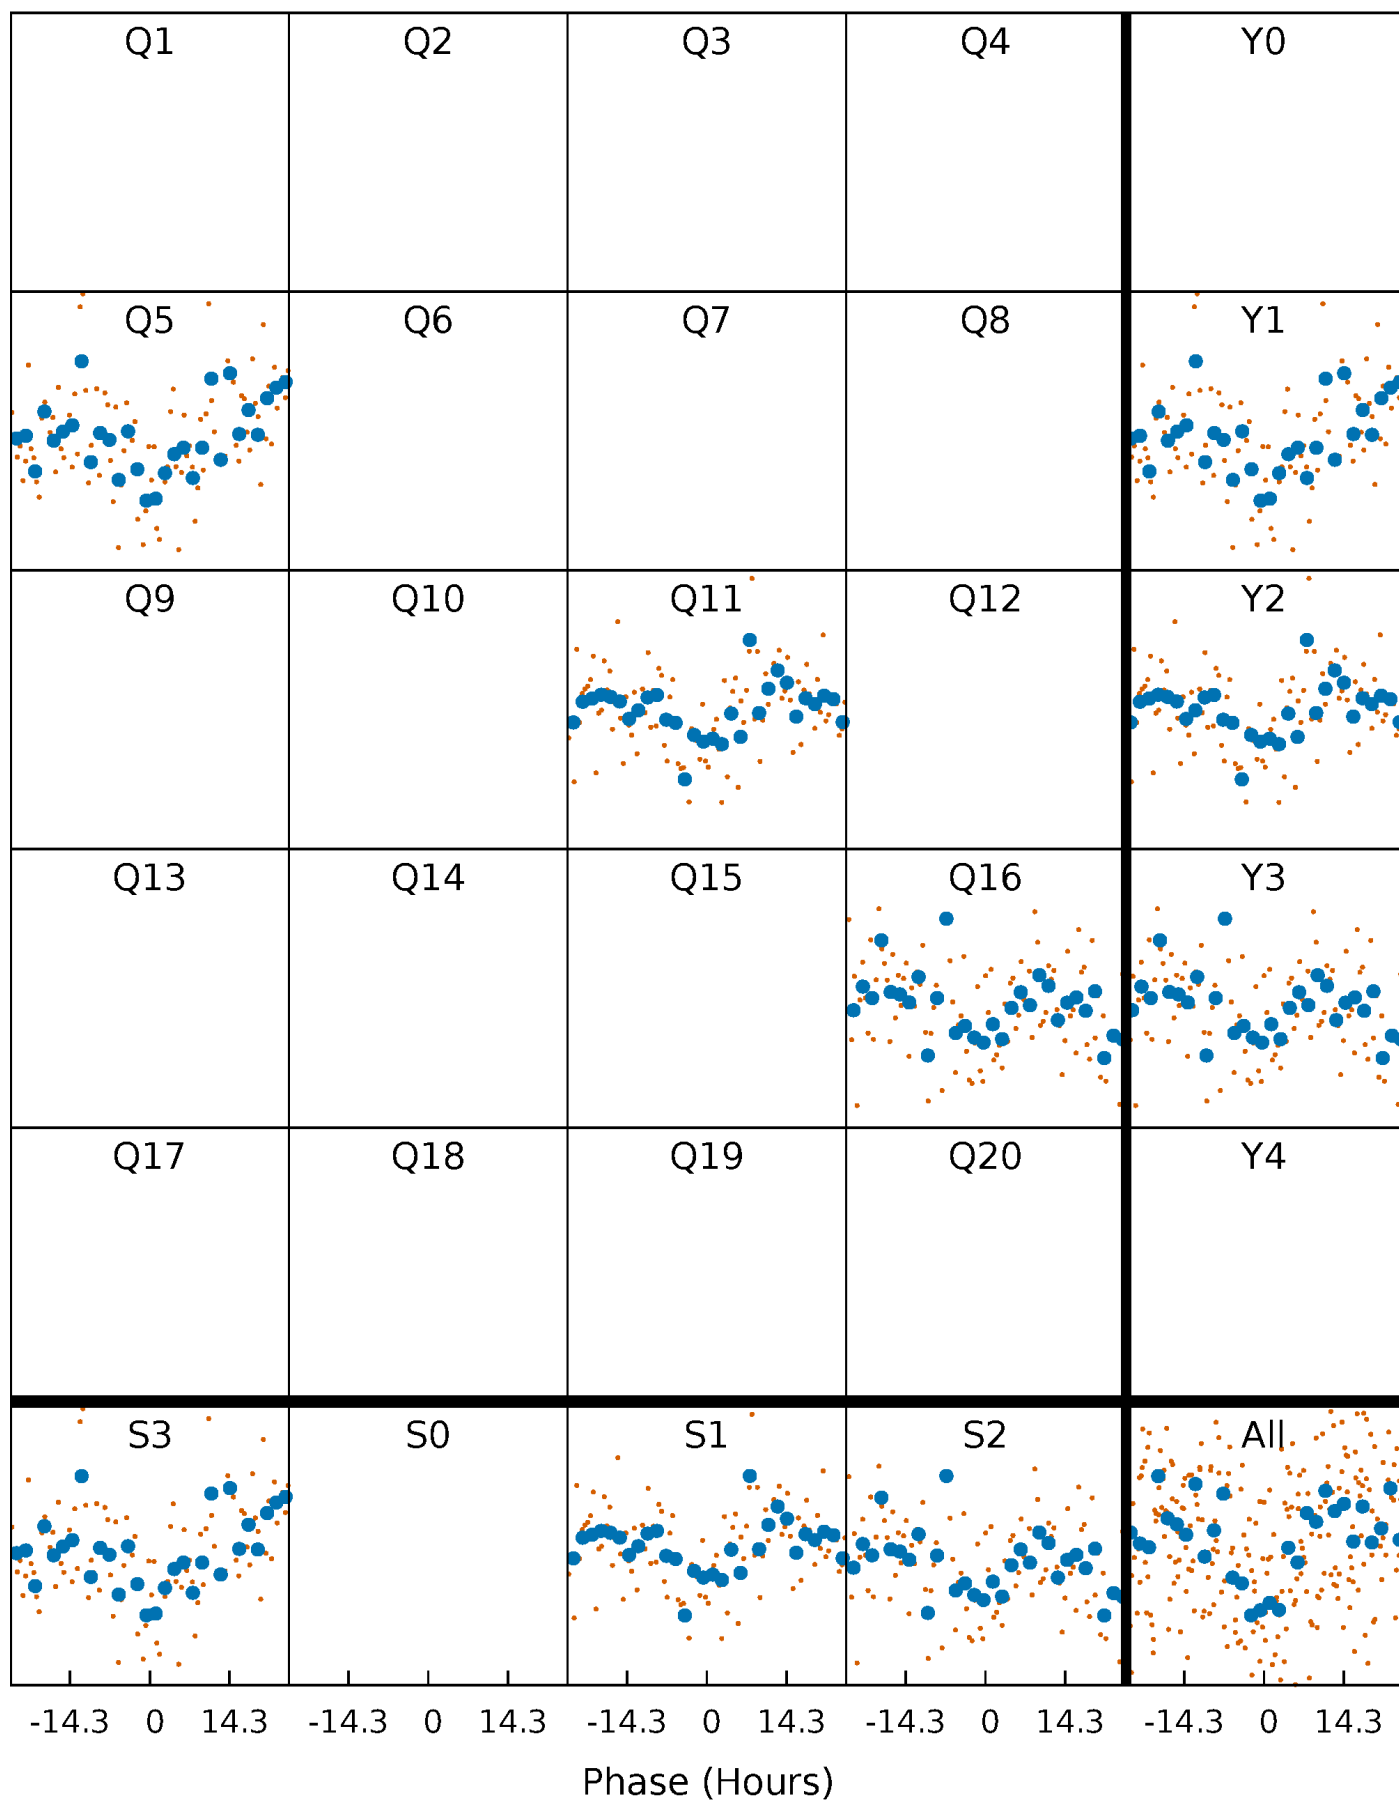 Q1 Q2 Q3 Q4 Y0
Q5 Q6 Q7 Q8 Y1
Q9 Q10 Q11 Q12 Y2
Q13 Q14 Q15 Q16 Y3
Q17 Q18 Q19 Q20 Y4
S3 S0 S1 S2 All
-14.3 0 14.3 -14.3 0 14.3 -14.3 0 14.3 -14.3 0 14.3 -14.3 0 14.3
Phase (Hours)